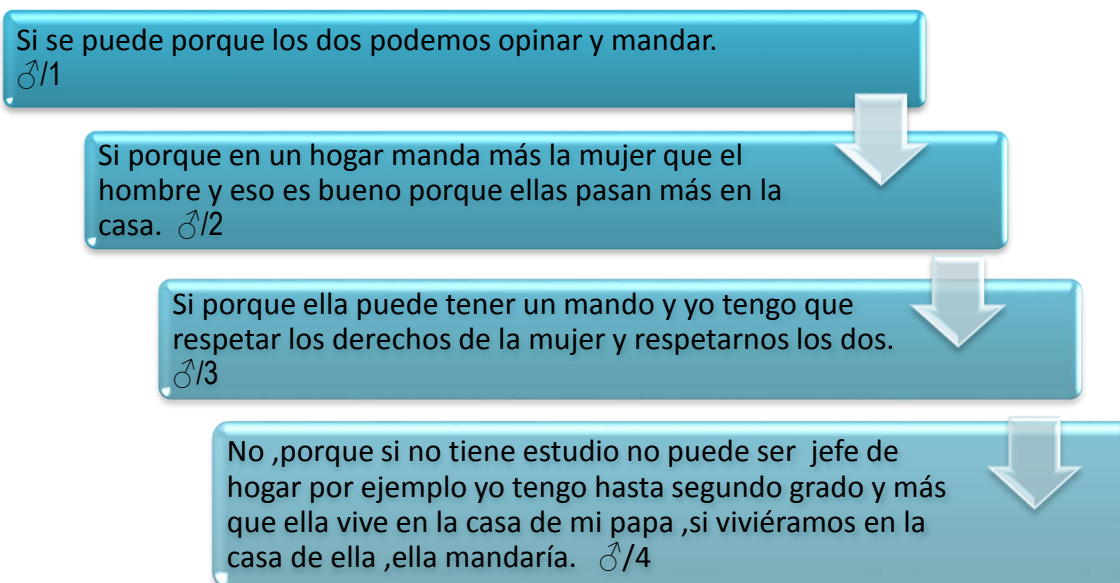 Si se puede porque los dos podemos opinar y mandar.
♂/1
Si porque en un hogar manda más la mujer que el
hombre y eso es bueno porque ellas pasan más en la
casa. ♂/2
Si porque ella puede tener un mando y yo tengo que
respetar los derechos de la mujer y respetarnos los dos.
♂/3
No ,porque si no tiene estudio no puede ser jefe de
hogar por ejemplo yo tengo hasta segundo grado y más
que ella vive en la casa de mi papa ,si viviéramos en la
casa de ella ,ella mandaría. ♂/4